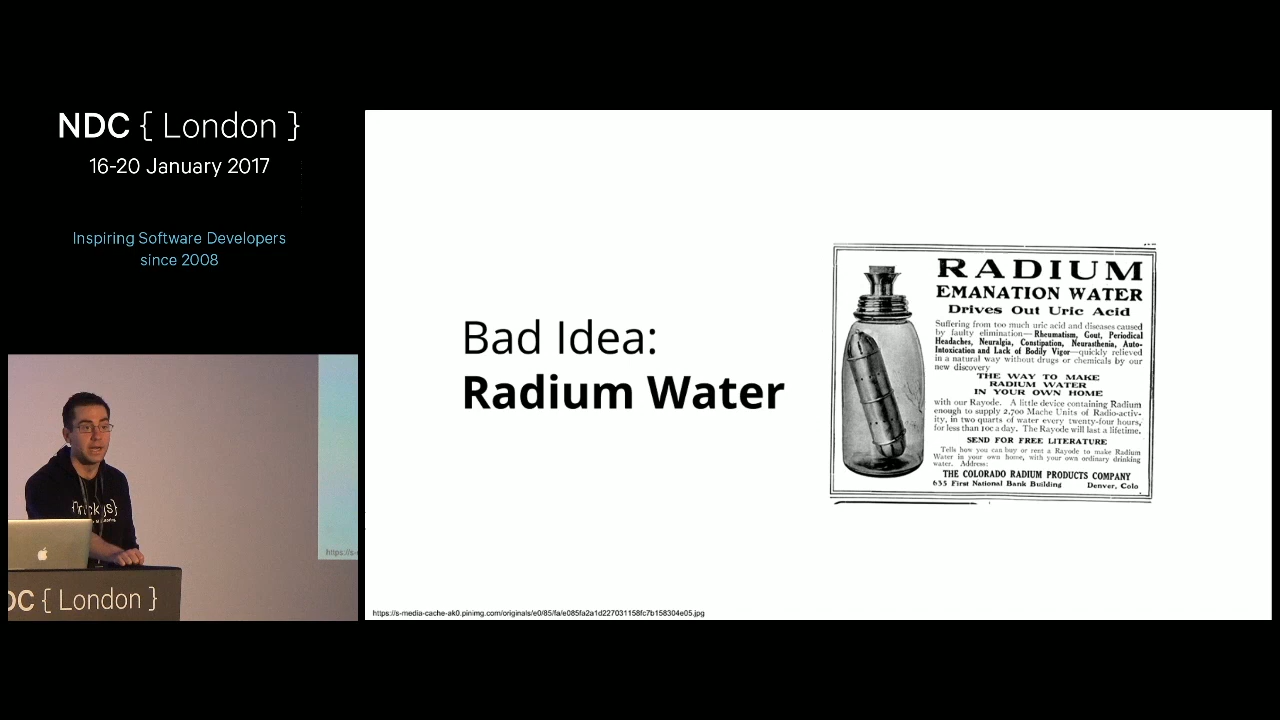 NDC { London }
16-20 January 2017
Inspiring Software Developers
since 2008
Bad Idea:
Radium Water
RADIUM
EMANATION WATER
Drives Out Uric Acid
Suffering from too much uric acid and diseases caused
by faulty elimination—Rheumatism, Gout, Periodical
Headaches, Neuralgia, Constipation, Neurasthenia, Auto-
Intoxication and Lack of Bodily Vigor—quickly relieved
in a natural way without drugs or chemicals by our
new discovery
THE WAY TO MAKE
RADIUM WATER
IN YOUR OWN HOME
with our Rayode. A little device containing Radium
enough to supply 2,700 Mache Units of Radio-activ-
ity, in two quarts of water every twenty-four hours,
for less than 10c a day. The Rayode will last a lifetime.
SEND FOR FREE LITERATURE
Tells how you can buy or rent a Rayode to make Radium
Water in your own home, with your own ordinary drinking
water. Address:
THE COLORADO RADIUM PRODUCTS COMPANY
635 First National Bank Building Denver, Colo
https://s-media-cache-ak0.pinimg.com/originals/e0/85/fa/e085fa2a1d227031158fc7b158304e05.jpg
https://s-
DC { London }